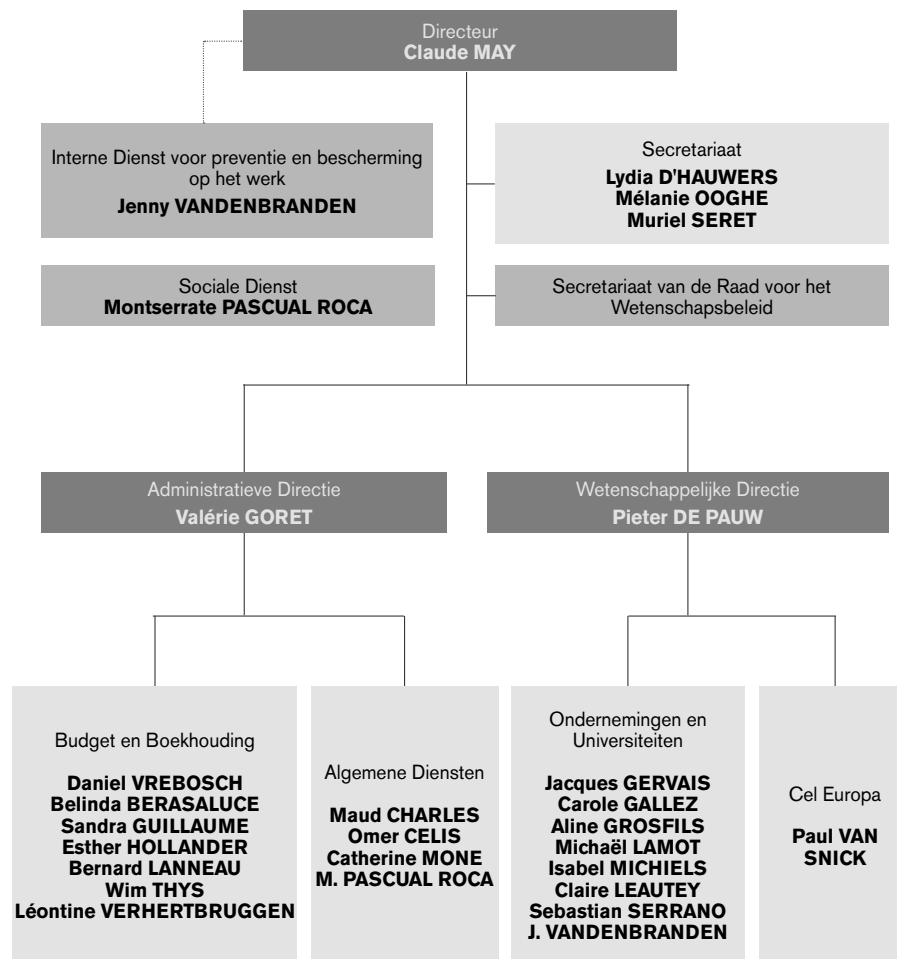 Directeur
Claude MAY
Interne Dienst voor preventie en bescherming
op het werk
Jenny VANDENBRANDEN
Secretariaat
Lydia D'HAUWERS
Mélanie OOGHE
Muriel SERET
Sociale Dienst
Montserrate PASCUAL ROCA
Secretariaat van de Raad voor het
Wetenschapsbeleid
Administratieve Directie
Valérie GORET
Wetenschappelijke Directie
Pieter DE PAUW
Budget en Boekhouding
Daniel VREBOSCH
Belinda BERASALUCE
Sandra GUILLAUME
Esther HOLLANDER
Bernard LANNEAU
Wim THYS
Léontine VERHERTBRUGGEN
Algemene Diensten
Maud CHARLES
Omer CELIS
Catherine MONE
M. PASCUAL ROCA
Ondernemingen en
Universiteiten
Jacques GERVAIS
Carole GALLEZ
Aline GROSFILS
Michaël LAMOT
Isabel MICHIELS
Claire LEAUTEY
Sebastian SERRANO
J. VANDENBRANDEN
Cel Europa
Paul VAN
SNICK